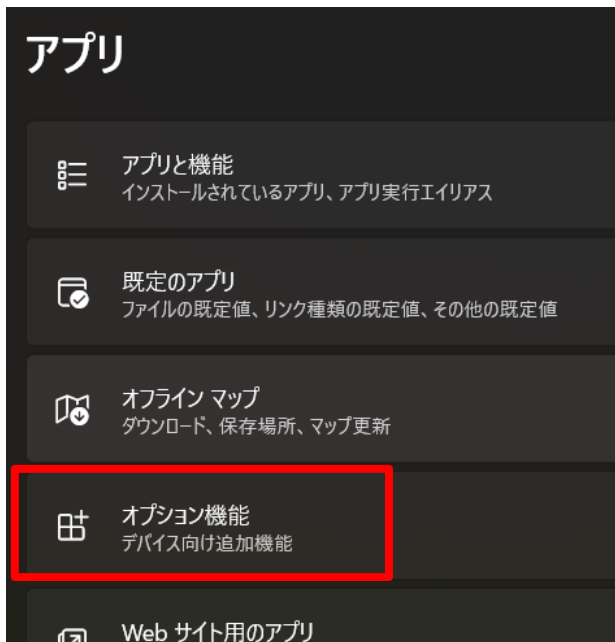 アプリ
アプリと機能
インストールされているアプリ、アプリ実行エイリアス
既定のアプリ
ファイルの既定値、リンク種類の既定値、その他の既定値
オフライン マップ
ダウンロード、保存場所、マップ更新
オプション機能
デバイス向け追加機能
Web サイト用のアプリ